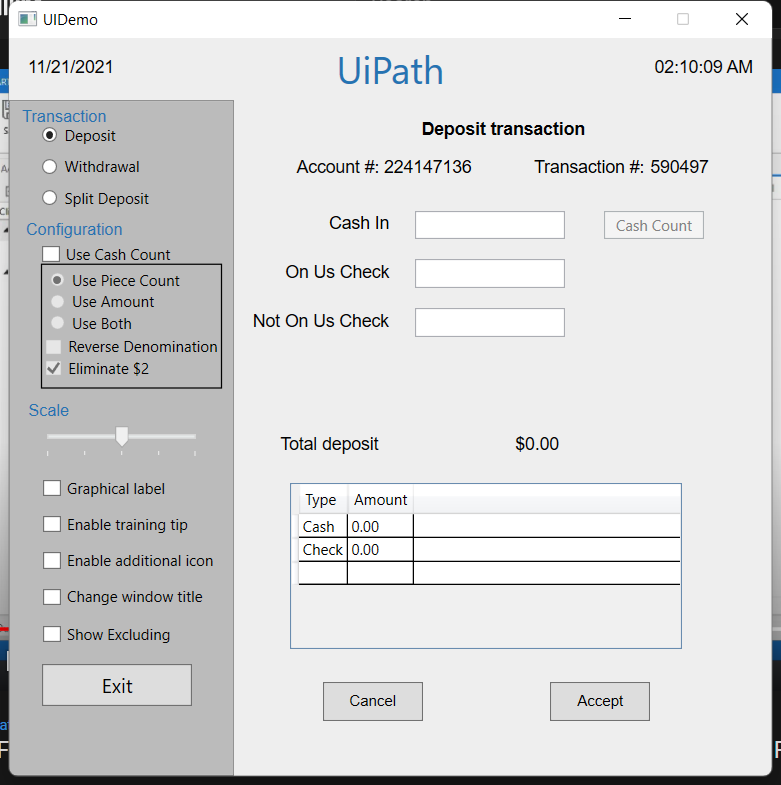 UIDemo
11/21/2021
UiPath
02:10:09 AM
Transaction
Deposit
Withdrawal
Split Deposit
Configuration
Use Cash Count
Use Piece Count
Use Amount
Use Both
Reverse Denomination
Eliminate $2
Scale
Graphical label
Enable training tip
Enable additional icon
Change window title
Show Excluding
Exit
Deposit transaction
Account #: 224147136 Transaction #: 590497
Cash In
Cash Count
On Us Check
Not On Us Check
Total deposit $0.00
Type Amount
Cash 0.00
Check 0.00
Cancel Accept